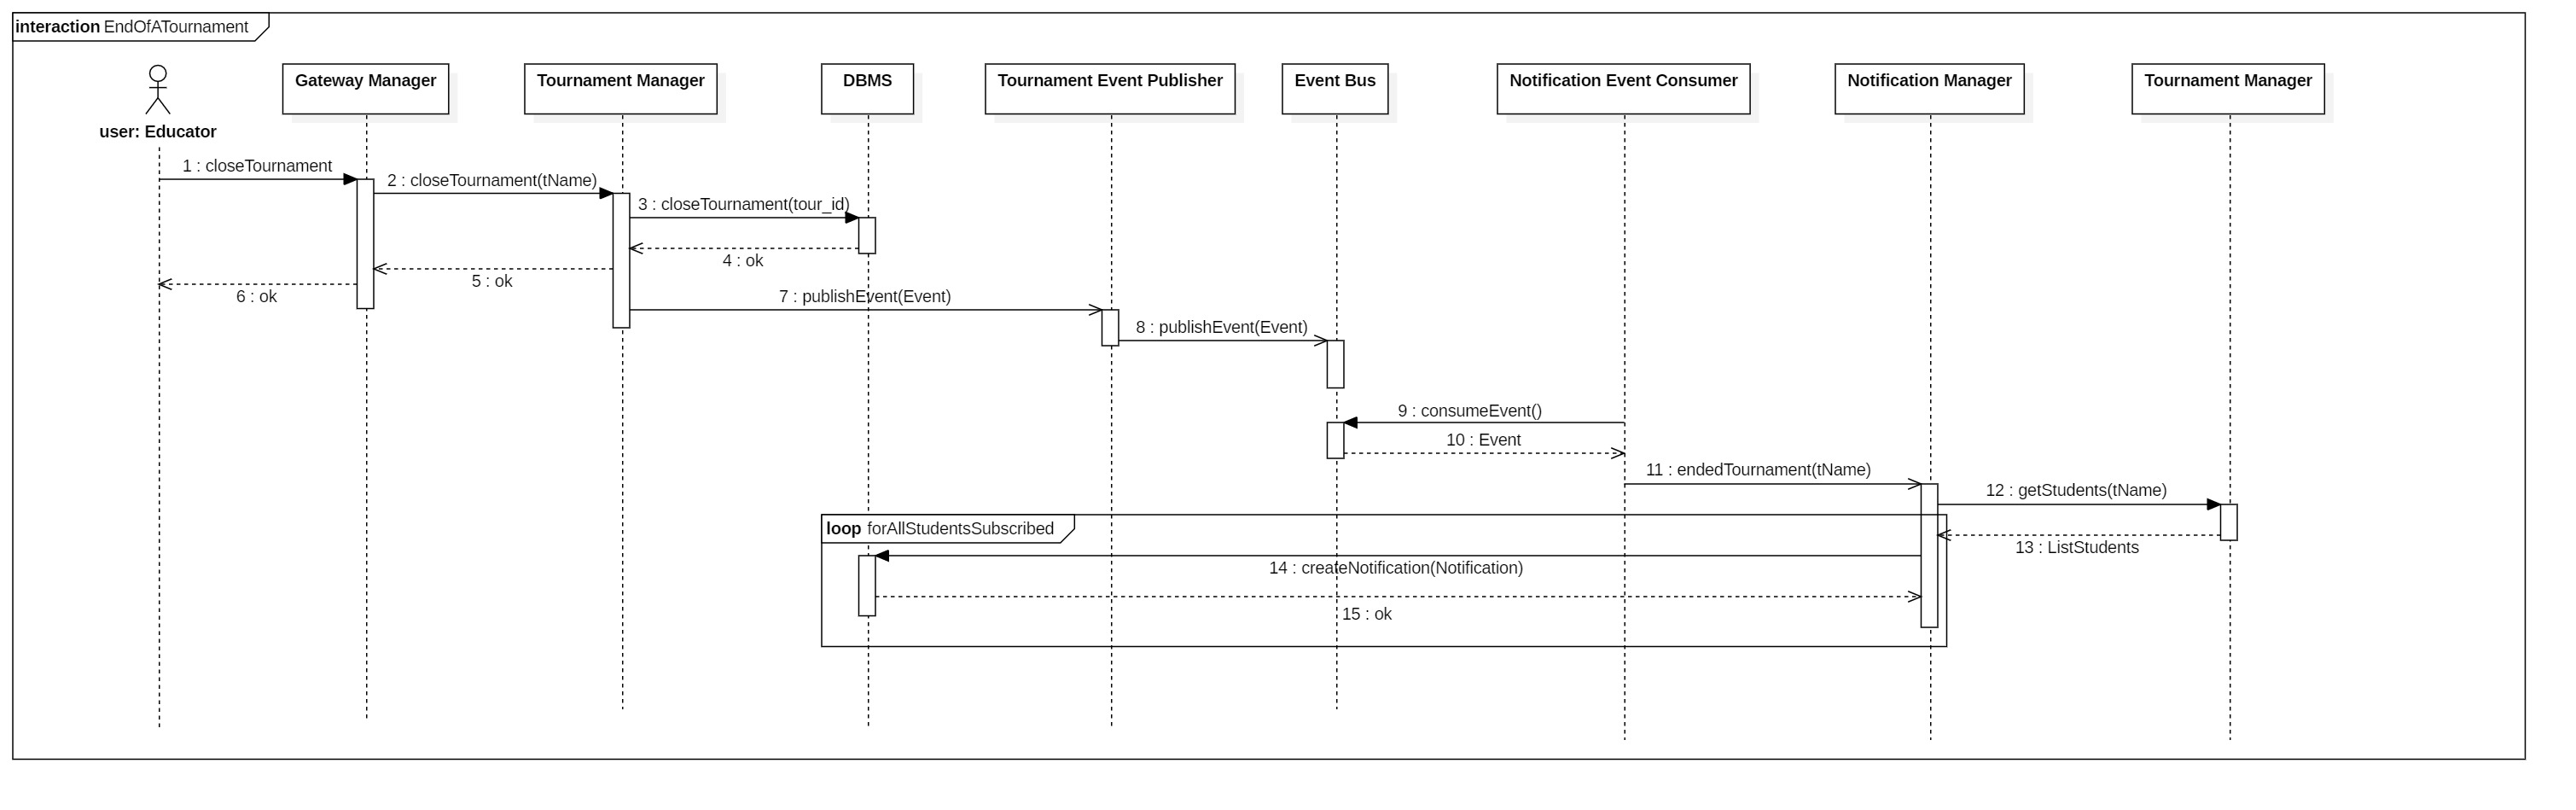 interaction EndOfATournament
user: Educator
Gateway Manager
Tournament Manager
DBMS
Tournament Event Publisher
Event Bus
Notification Event Consumer
Notification Manager
Tournament Manager
1 : closeTournament
2 : closeTournament(tName)
3 : closeTournament(tour_id)
4 : ok
5 : ok
6 : ok
7 : publishEvent(Event)
8 : publishEvent(Event)
9 : consumeEvent()
10 : Event
11 : endedTournament(tName)
12 : getStudents(tName)
loop forAllStudentsSubscribed
13 : ListStudents
14 : createNotification(Notification)
15 : ok